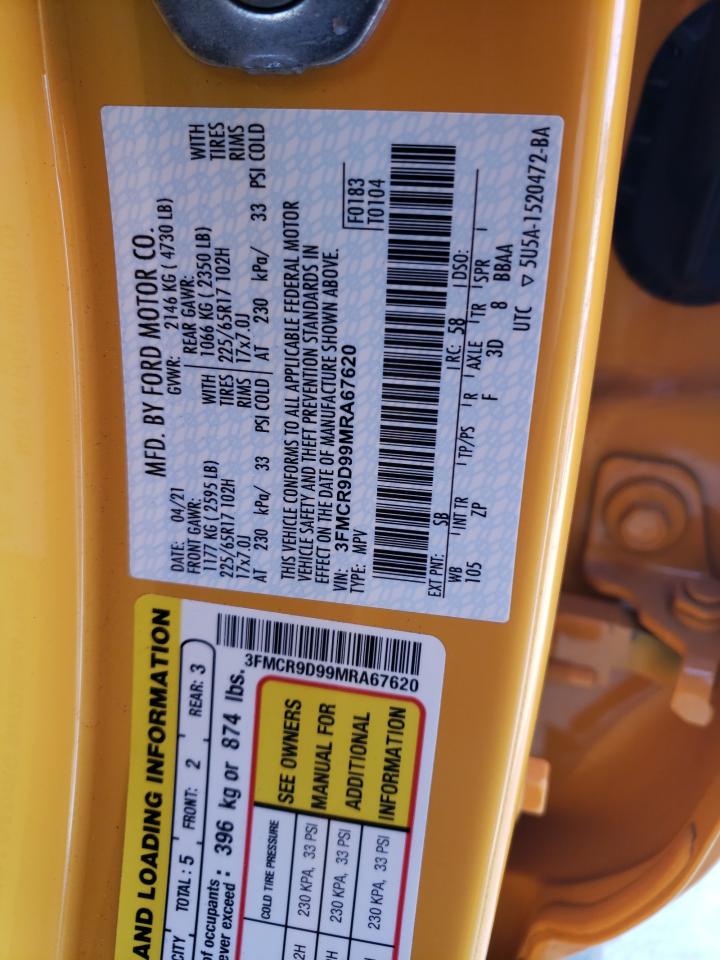 MFD. BY FORD MOTOR CO.
DATE: 04/21 GVWR: 2146 KG ( 4730 LB)
FRONT GAWR: REAR GAWR:
1177 KG ( 2595 LB) WITH 1066 KG ( 2350 LB) WITH
225/65R17 102H TIRES 225/65R17 102H TIRES
17x7.0J RIMS 17x7.0J RIMS
AT 230 kPa/ 33 PSI COLD AT 230 kPa/ 33 PSI COLD
THIS VEHICLE CONFORMS TO ALL APPLICABLE FEDERAL MOTOR
VEHICLE SAFETY AND THEFT PREVENTION STANDARDS IN
EFFECT ON THE DATE OF MANUFACTURE SHOWN ABOVE.
VIN: 3FMCR9D99MRA67620
TYPE: MPV
F0183
T0104
EXT PNT: SB RC: 58 DSO:
WB INT TR TP/PS R AXLE TR SPR
105 ZP F 3D 8 BBAA
UTC ▽ 5U5A-1520472-BA
AND LOADING INFORMATION
CITY TOTAL : 5 FRONT: 2 REAR: 3
of occupants
ever exceed : 396 kg or 874 lbs.
3FMCR9D99MRA67620
COLD TIRE PRESSURE
2H 230 KPA, 33 PSI
H 230 KPA, 33 PSI
H 230 KPA, 33 PSI
SEE OWNERS
MANUAL FOR
ADDITIONAL
INFORMATION